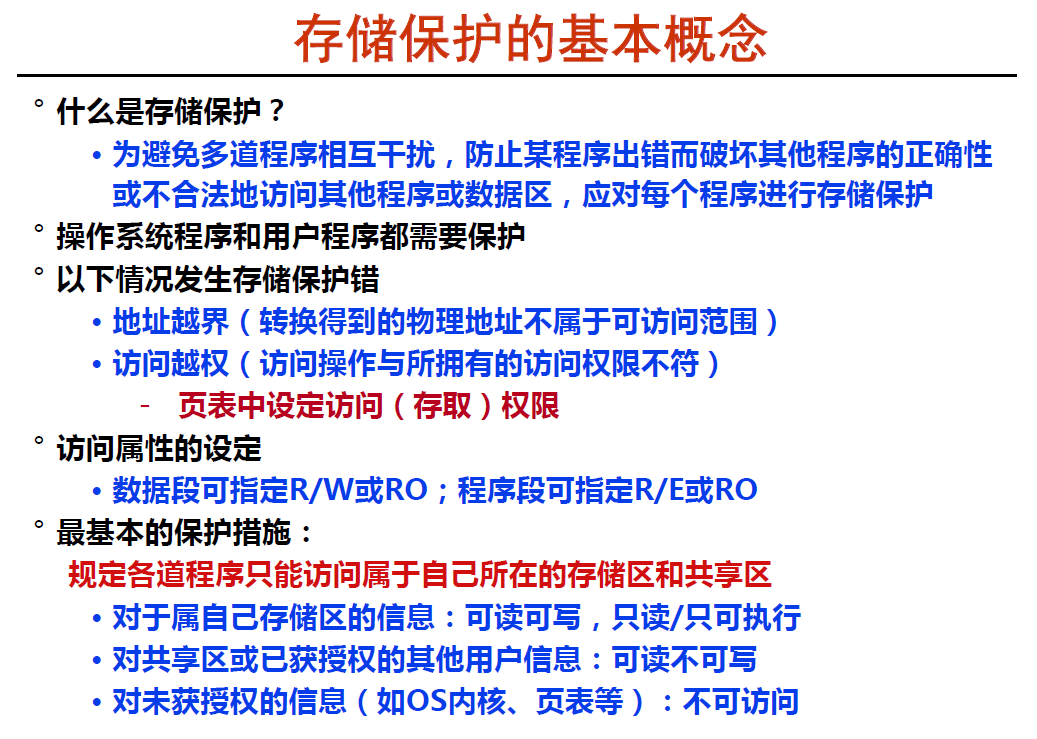 存储保护的基本概念
° 什么是存储保护？
• 为避免多道程序相互干扰，防止某程序出错而破坏其他程序的正确性
或不合法地访问其他程序或数据区，应对每个程序进行存储保护
° 操作系统程序和用户程序都需要保护
° 以下情况发生存储保护错
• 地址越界（转换得到的物理地址不属于可访问范围）
• 访问越权（访问操作与所拥有的访问权限不符）
- 页表中设定访问（存取）权限
° 访问属性的设定
• 数据段可指定R/W或RO；程序段可指定R/E或RO
° 最基本的保护措施：
规定各道程序只能访问属于自己所在的存储区和共享区
• 对于属自己存储区的信息：可读可写，只读/只可执行
• 对共享区或已获授权的其他用户信息：可读不可写
• 对未获授权的信息（如OS内核、页表等）：不可访问